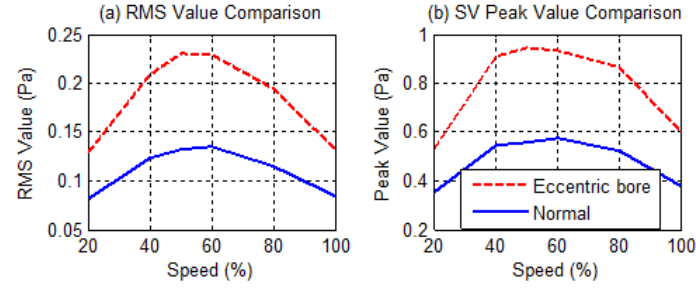 (a) RMS Value Comparison
0.25
0.2
0.15
0.1
0.05
RMS Value (Pa)
20 40 60 80 100
Speed (%)
(b) SV Peak Value Comparison
1
0.8
0.6
0.4
0.2
Peak Value (Pa)
Eccentric bore
Normal
20 40 60 80 100
Speed (%)